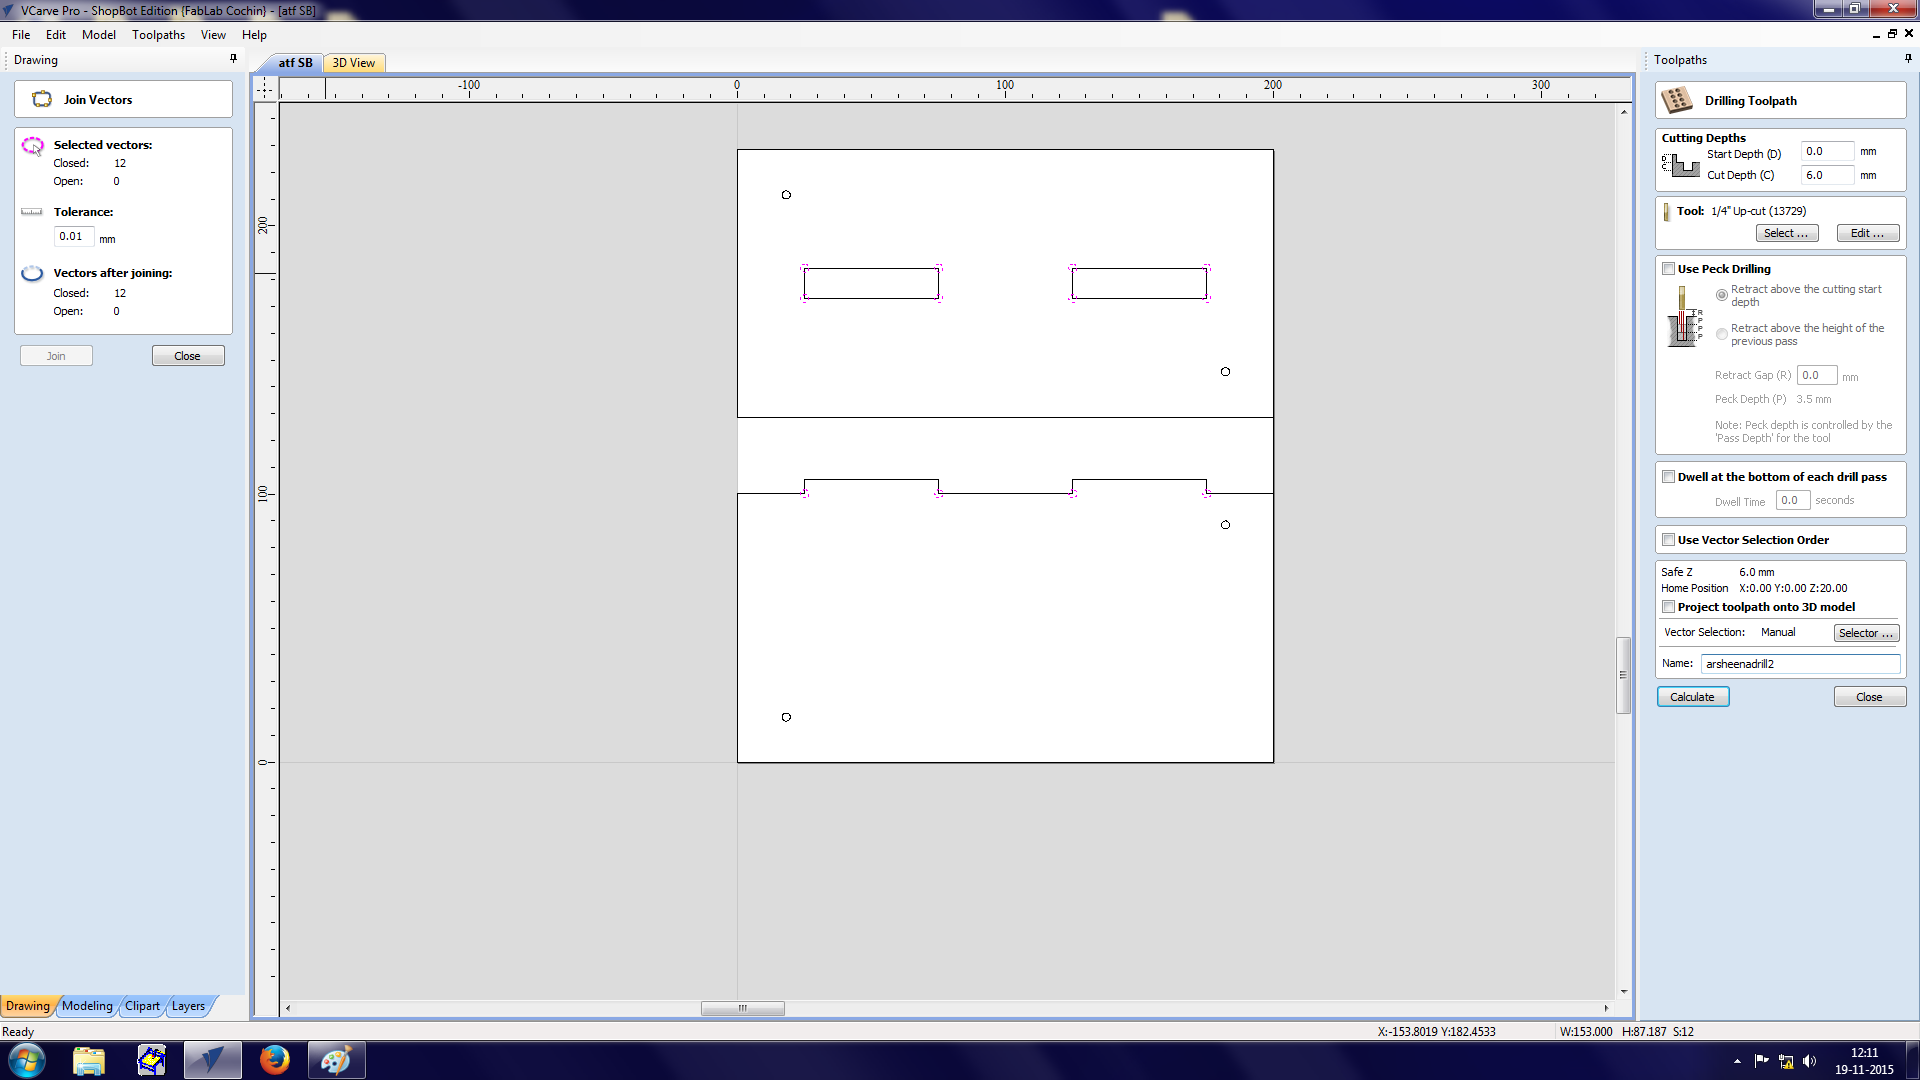 VCarve Pro - ShopBot Edition {FabLab Cochin} - [atf SB]
File Edit Model Toolpaths View Help
Drawing
Join Vectors
Selected vectors:
Closed: 12
Open: 0
Tolerance:
0.01 mm
Vectors after joining:
Closed: 12
Open: 0
Join Close
Drawing Modeling Clipart Layers
atf SB 3D View
-100 0 100 200 300
200
100
0
Toolpaths
Drilling Toolpath
Cutting Depths
Start Depth (D) 0.0 mm
Cut Depth (C) 6.0 mm
D
C
Tool: 1/4" Up-cut (13729)
Select ... Edit ...
Use Peck Drilling
Retract above the cutting start
depth
R
P
P
P
Retract above the height of the
previous pass
Retract Gap (R) 0.0 mm
Peck Depth (P) 3.5 mm
Note: Peck depth is controlled by the
'Pass Depth' for the tool
Dwell at the bottom of each drill pass
Dwell Time 0.0 seconds
Use Vector Selection Order
Safe Z 6.0 mm
Home Position X:0.00 Y:0.00 Z:20.00
Project toolpath onto 3D model
Vector Selection: Manual Selector ...
Name: arsheenadrill2
Calculate Close
Ready X:-153.8019 Y:182.4533 W:153.000 H:87.187 S:12
12:11
19-11-2015